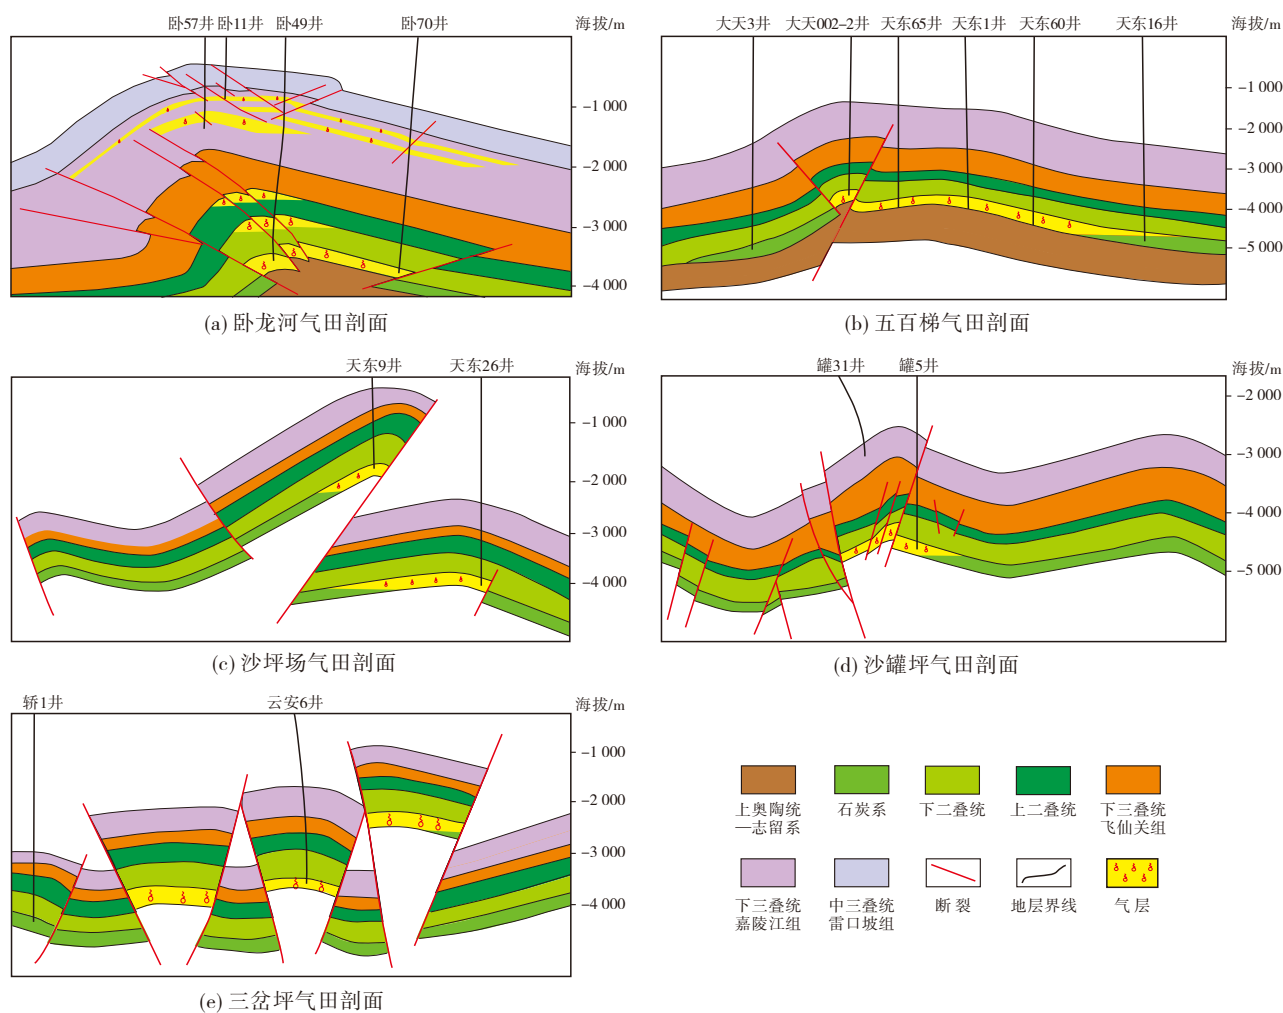 卧57井 卧11井 卧49井 卧70井 海拔/m
-1 000
-2 000
-3 000
-4 000
(a) 卧龙河气田剖面
大天3井 大天002-2井 天东65井 天东1井 天东60井 天东16井 海拔/m
-1 000
-2 000
-3 000
-4 000
-5 000
(b) 五百梯气田剖面
天东9井 天东26井 海拔/m
-1 000
-2 000
-3 000
-4 000
(c) 沙坪场气田剖面
罐31井 罐5井 海拔/m
-2 000
-3 000
-4 000
-5 000
(d) 沙罐坪气田剖面
轿1井 云安6井 海拔/m
-1 000
-2 000
-3 000
-4 000
(e) 三岔坪气田剖面
上奥陶统
—志留系
石炭系
下二叠统
上二叠统
下三叠统
飞仙关组
下三叠统
嘉陵江组
中三叠统
雷口坡组
断裂
地层界线
气层